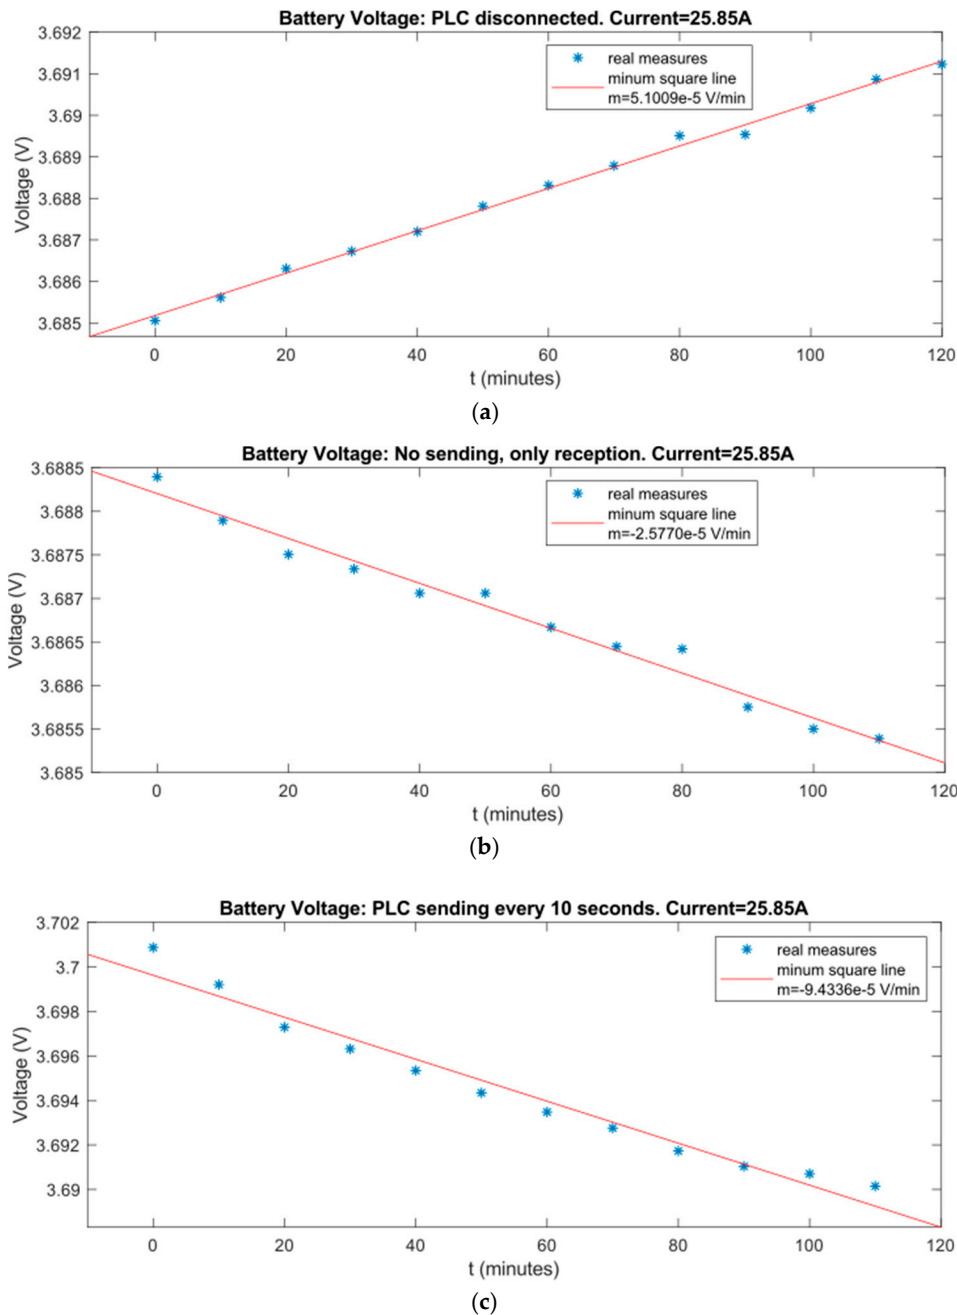 Battery Voltage: PLC disconnected. Current=25.85A
3.692
3.691
3.69
3.689
3.688
3.687
3.686
3.685
Voltage (V)
real measures
minum square line
m=5.1009e-5 V/min
0 20 40 60 80 100 120
t (minutes)
(a)
Battery Voltage: No sending, only reception. Current=25.85A
3.6885
3.688
3.6875
3.687
3.6865
3.686
3.6855
3.685
Voltage (V)
real measures
minum square line
m=-2.5770e-5 V/min
0 20 40 60 80 100 120
t (minutes)
(b)
Battery Voltage: PLC sending every 10 seconds. Current=25.85A
3.702
3.7
3.698
3.696
3.694
3.692
3.69
Voltage (V)
real measures
minum square line
m=-9.4336e-5 V/min
0 20 40 60 80 100 120
t (minutes)
(c)